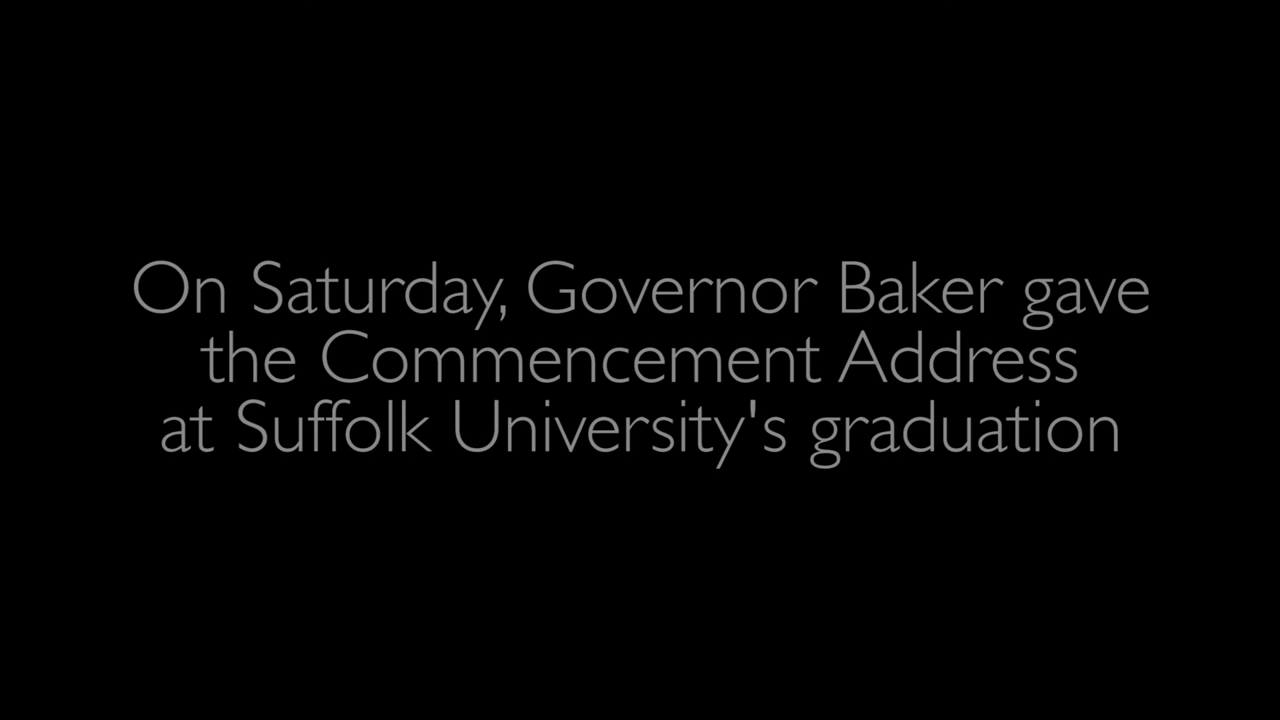 On Saturday, Governor Baker gave
the Commencement Address
at Suffolk University's graduation